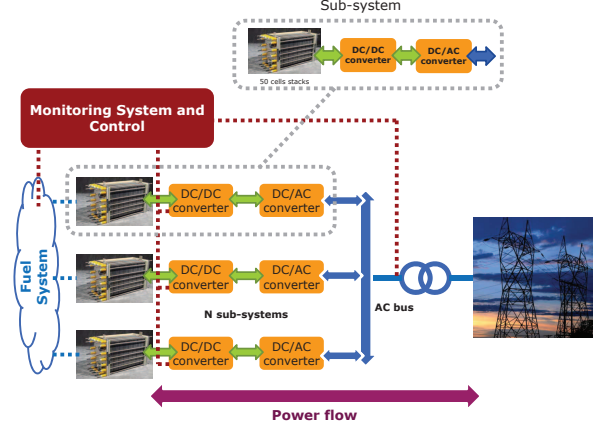 Sub-system
DC/DC
converter
DC/AC
converter
50 cells stacks
Monitoring System and
Control
DC/DC
converter
DC/AC
converter
Fuel
System
DC/DC
converter
DC/AC
converter
N sub-systems
AC bus
DC/DC
converter
DC/AC
converter
Power flow